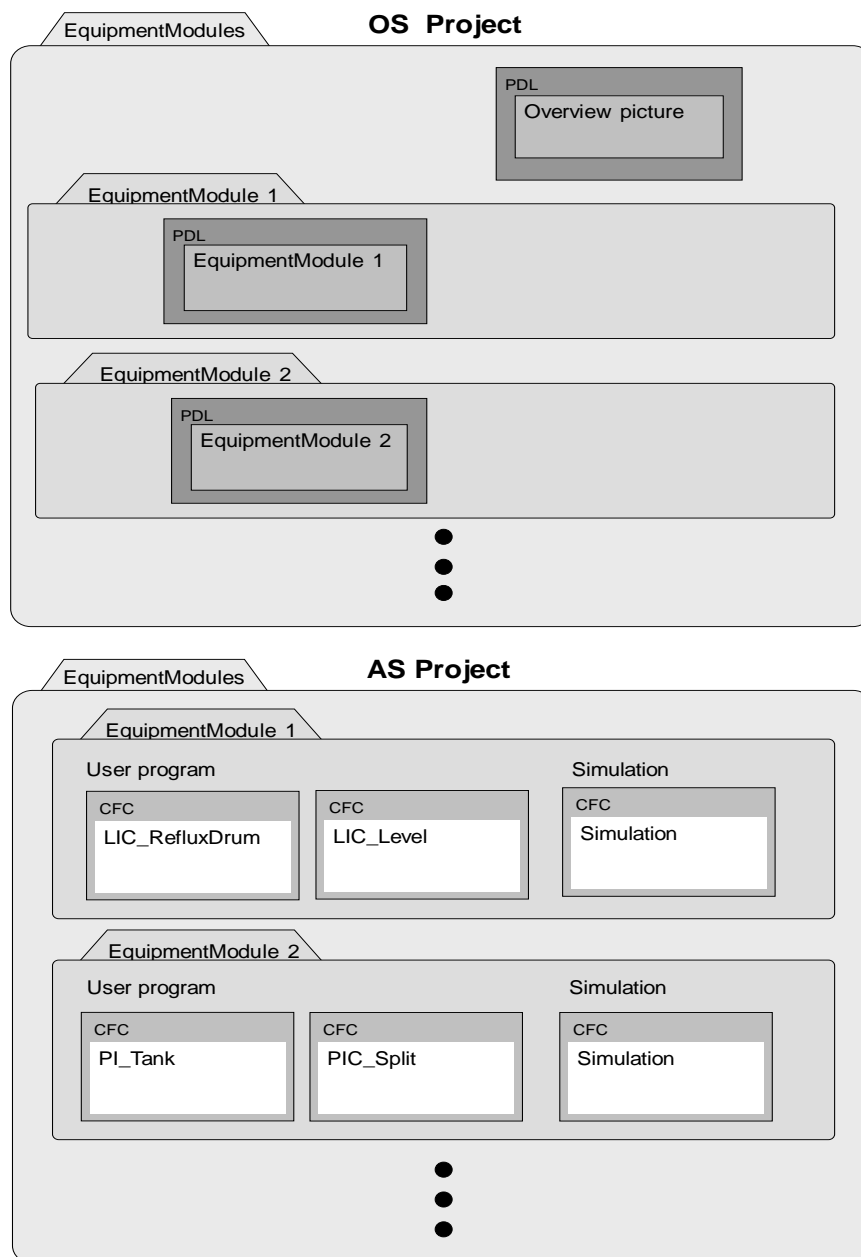 EquipmentModules
OS Project
PDL
Overview picture
EquipmentModule 1
PDL
EquipmentModule 1
EquipmentModule 2
PDL
EquipmentModule 2
AS Project
EquipmentModules
EquipmentModule 1
User program
Simulation
CFC
LIC_RefluxDrum
CFC
LIC_Level
CFC
Simulation
EquipmentModule 2
User program
Simulation
CFC
PI_Tank
CFC
PIC_Split
CFC
Simulation